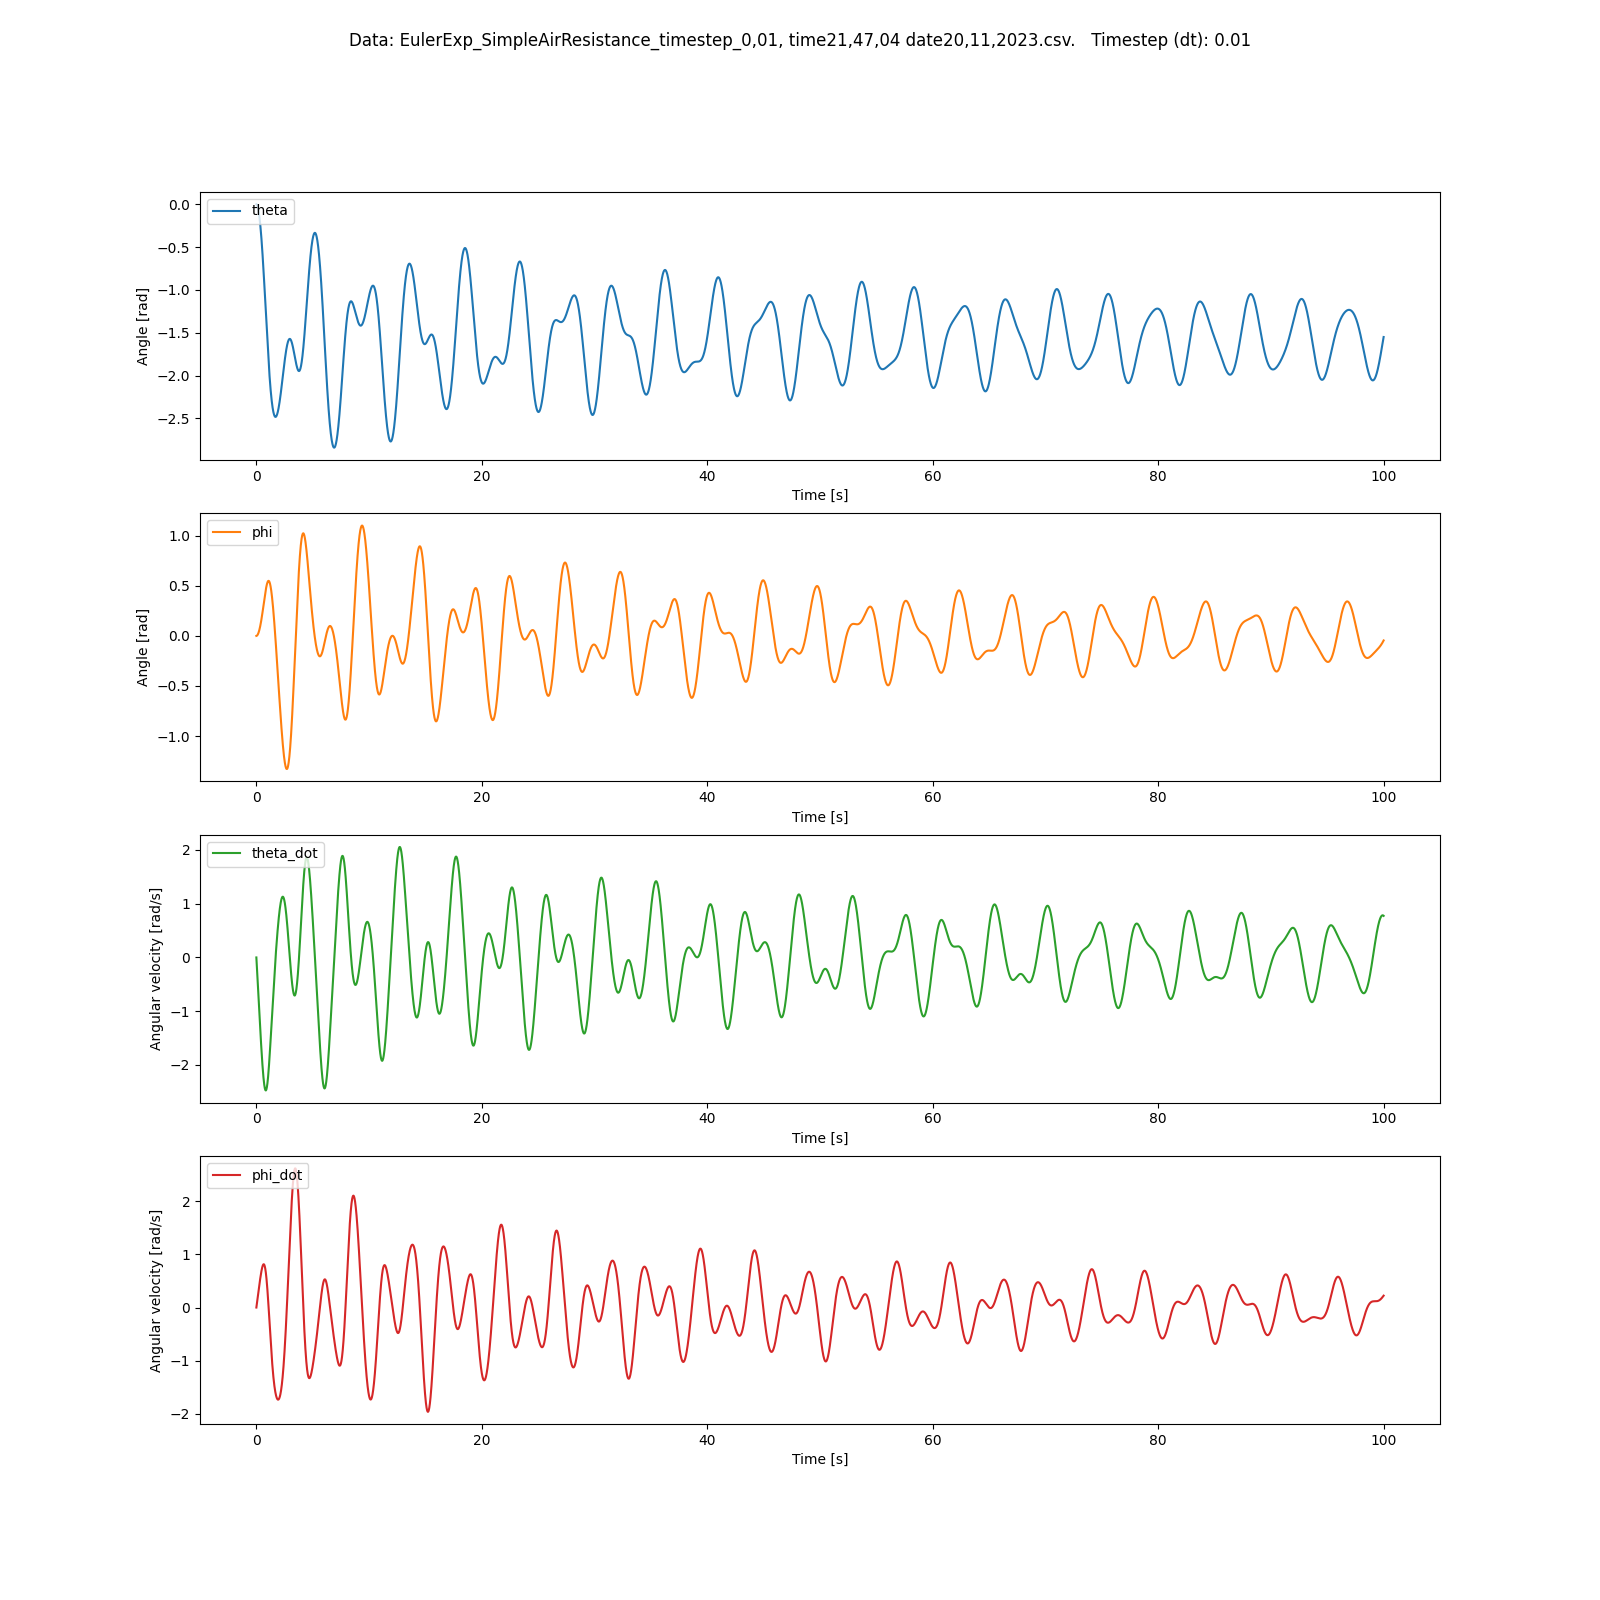 Data: EulerExp_SimpleAirResistance_timestep_0,01, time21,47,04 date20,11,2023.csv.   Timestep (dt): 0.01
theta
Angle [rad]
0.0
−0.5
−1.0
−1.5
−2.0
−2.5
0 20 40 60 80 100
Time [s]
phi
Angle [rad]
1.0
0.5
0.0
−0.5
−1.0
0 20 40 60 80 100
Time [s]
theta_dot
Angular velocity [rad/s]
2
1
0
−1
−2
0 20 40 60 80 100
Time [s]
phi_dot
Angular velocity [rad/s]
2
1
0
−1
−2
0 20 40 60 80 100
Time [s]